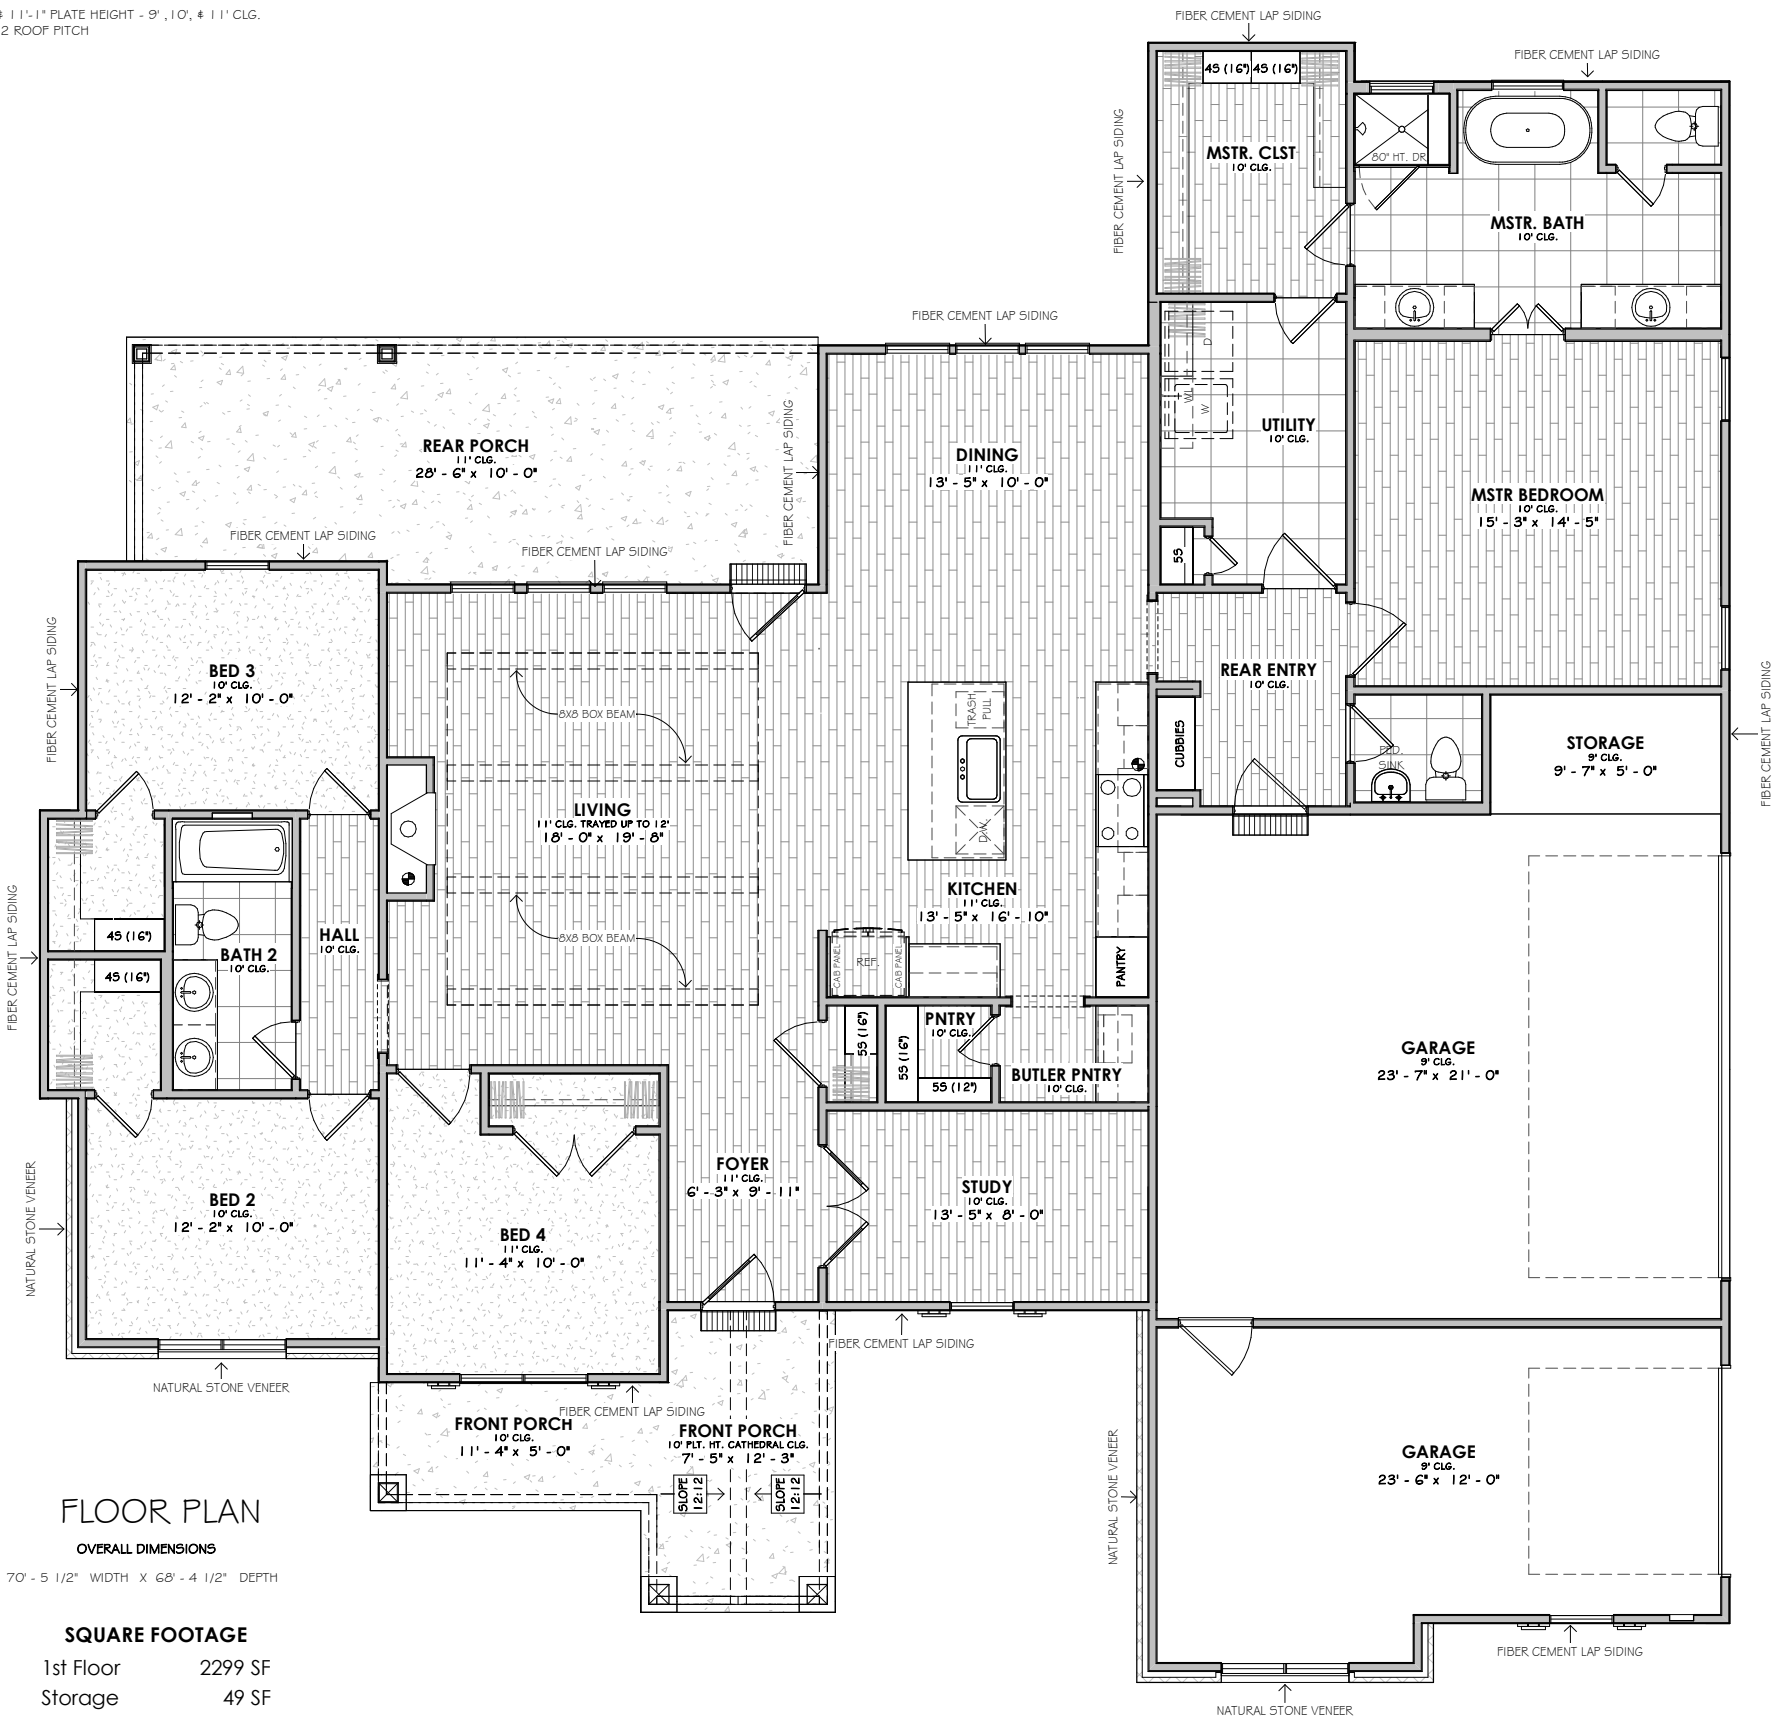 & 11'-1" PLATE HEIGHT - 9', 10', & 11' CLG.
2 ROOF PITCH
FIBER CEMENT LAP SIDING
FIBER CEMENT LAP SIDING
FIBER CEMENT LAP SIDING
4S (16") 4S (16")
MSTR. CLST
10' CLG.
80" HT. DR
MSTR. BATH
10' CLG.
FIBER CEMENT LAP SIDING
D
W
W
UTILITY
10' CLG.
5S
REAR PORCH
11' CLG.
28' - 6" x 10' - 0"
FIBER CEMENT LAP SIDING
DINING
11' CLG.
13' - 5" x 10' - 0"
MSTR BEDROOM
10' CLG.
15' - 3" x 14' - 5"
FIBER CEMENT LAP SIDING
FIBER CEMENT LAP SIDING
FIBER CEMENT LAP SIDING
BED 3
10' CLG.
12' - 2" x 10' - 0"
8X8 BOX BEAM
TRASH
PULL
REAR ENTRY
10' CLG.
CUBBIES
PED.
SINK
STORAGE
9' CLG.
9' - 7" x 5' - 0"
FIBER CEMENT LAP SIDING
LIVING
11' CLG. TRAYED UP TO 12'
18' - 0" x 19' - 8"
D.W.
KITCHEN
11' CLG.
13' - 5" x 16' - 10"
FIBER CEMENT LAP SIDING
4S (16")
4S (16")
BATH 2
10' CLG.
HALL
10' CLG.
8X8 BOX BEAM
CAB PANEL
REF.
CAB PANEL
PANTRY
5S (16")
5S (16")
PNTRY
10' CLG.
5S (12")
BUTLER PNTRY
10' CLG.
GARAGE
9' CLG.
23' - 7" x 21' - 0"
NATURAL STONE VENEER
BED 2
10' CLG.
12' - 2" x 10' - 0"
BED 4
11' CLG.
11' - 4" x 10' - 0"
FOYER
11' CLG.
6' - 3" x 9' - 11"
STUDY
10' CLG.
13' - 5" x 8' - 0"
FIBER CEMENT LAP SIDING
NATURAL STONE VENEER
FIBER CEMENT LAP SIDING
FRONT PORCH
10' CLG.
11' - 4" x 5' - 0"
FRONT PORCH
10' PLT. HT. CATHEDRAL CLG.
7' - 5" x 12' - 3"
SLOPE
12:12
SLOPE
12:12
NATURAL STONE VENEER
GARAGE
9' CLG.
23' - 6" x 12' - 0"
FIBER CEMENT LAP SIDING
NATURAL STONE VENEER
FLOOR PLAN
OVERALL DIMENSIONS
70' - 5 1/2" WIDTH X 68' - 4 1/2" DEPTH
SQUARE FOOTAGE
1st Floor 2299 SF
Storage 49 SF